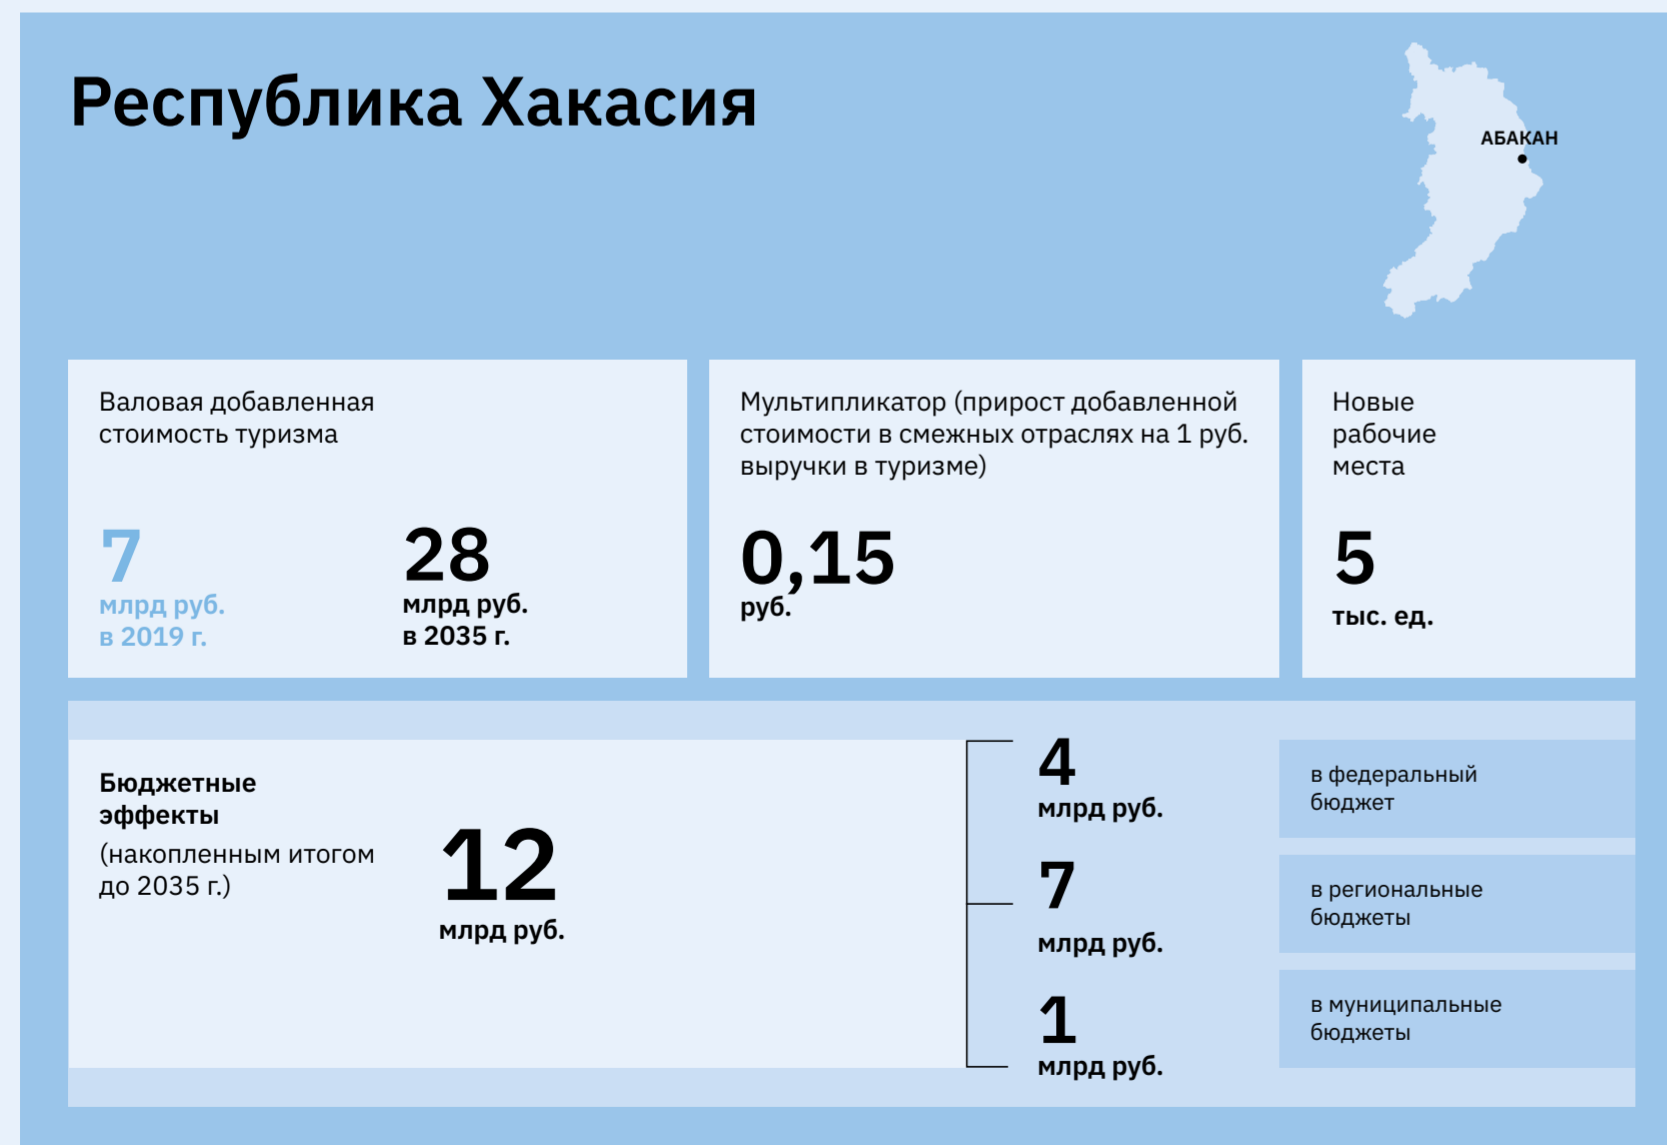 Республика Хакасия
АБАКАН
Валовая добавленная
стоимость туризма
7
млрд руб.
в 2019 г.
28
млрд руб.
в 2035 г.
Мультипликатор (прирост добавленной
стоимости в смежных отраслях на 1 руб.
выручки в туризме)
0,15
руб.
Новые
рабочие
места
5
тыс. ед.
Бюджетные
эффекты
(накопленным итогом
до 2035 г.)
12
млрд руб.
4
млрд руб.
в федеральный
бюджет
7
млрд руб.
в региональные
бюджеты
1
млрд руб.
в муниципальные
бюджеты